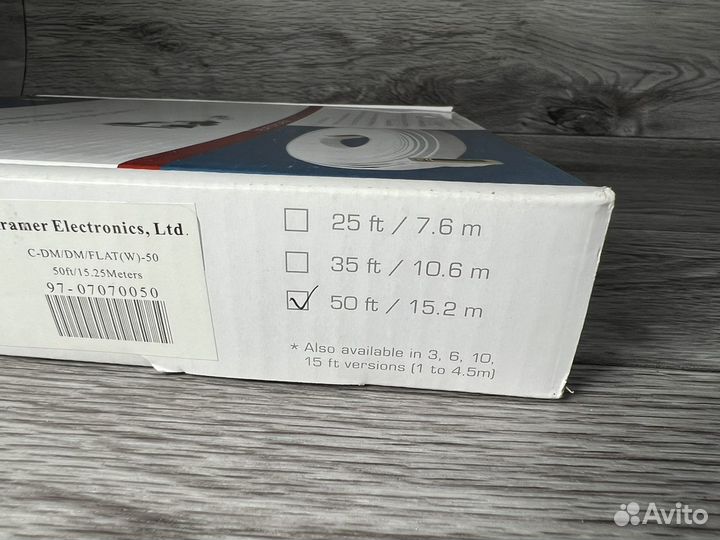 ramer Electronics, Ltd.
C-DM/DM/FLAT(W)-50
50ft/15.25Meters
97-07070050
25 ft / 7.6 m
35 ft / 10.6 m
50 ft / 15.2 m
* Also available in 3, 6, 10,
15 ft versions (1 to 4.5m)
Avito